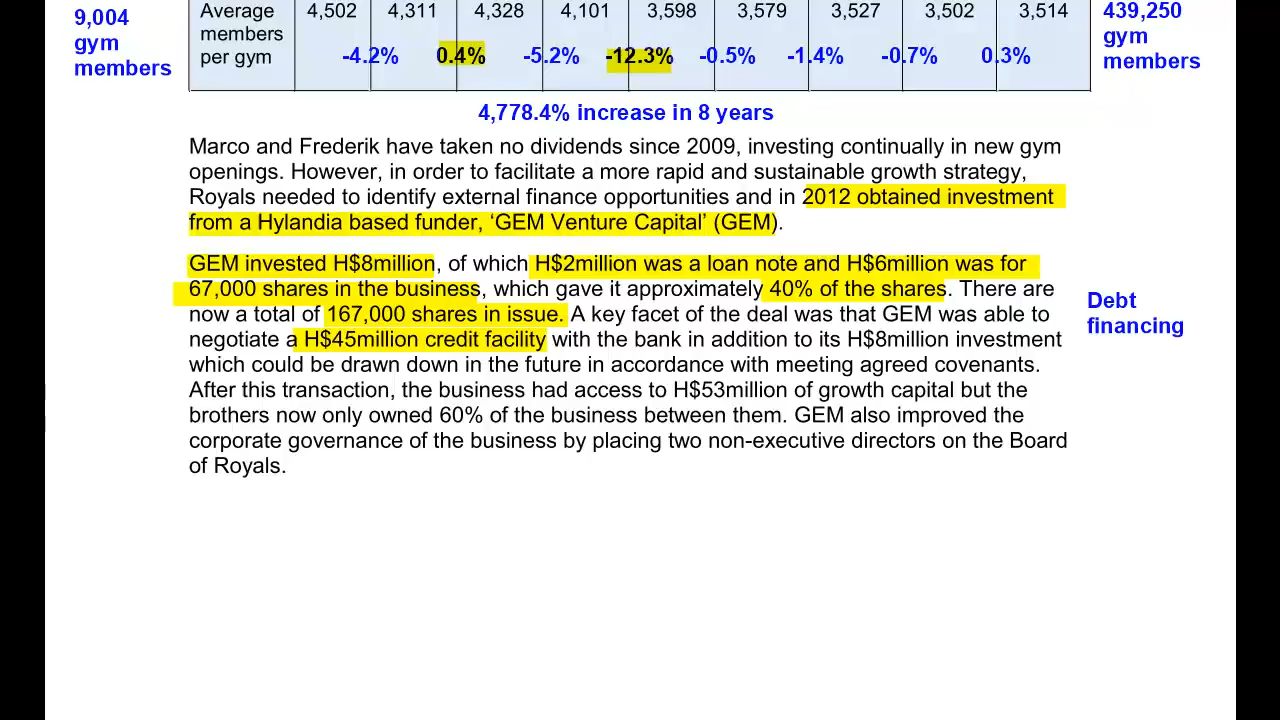 9,004
gym
members
Average
members
per gym
4,502 4,311 4,328 4,101 3,598 3,579 3,527 3,502 3,514
-4.2% 0.4% -5.2% -12.3% -0.5% -1.4% -0.7% 0.3%
439,250
gym
members
4,778.4% increase in 8 years
Marco and Frederik have taken no dividends since 2009, investing continually in new gym
openings. However, in order to facilitate a more rapid and sustainable growth strategy,
Royals needed to identify external finance opportunities and in 2012 obtained investment
from a Hylandia based funder, ‘GEM Venture Capital’ (GEM).
GEM invested H$8million, of which H$2million was a loan note and H$6million was for
67,000 shares in the business, which gave it approximately 40% of the shares. There are
now a total of 167,000 shares in issue. A key facet of the deal was that GEM was able to
negotiate a H$45million credit facility with the bank in addition to its H$8million investment
which could be drawn down in the future in accordance with meeting agreed covenants.
After this transaction, the business had access to H$53million of growth capital but the
brothers now only owned 60% of the business between them. GEM also improved the
corporate governance of the business by placing two non-executive directors on the Board
of Royals.
Debt
financing